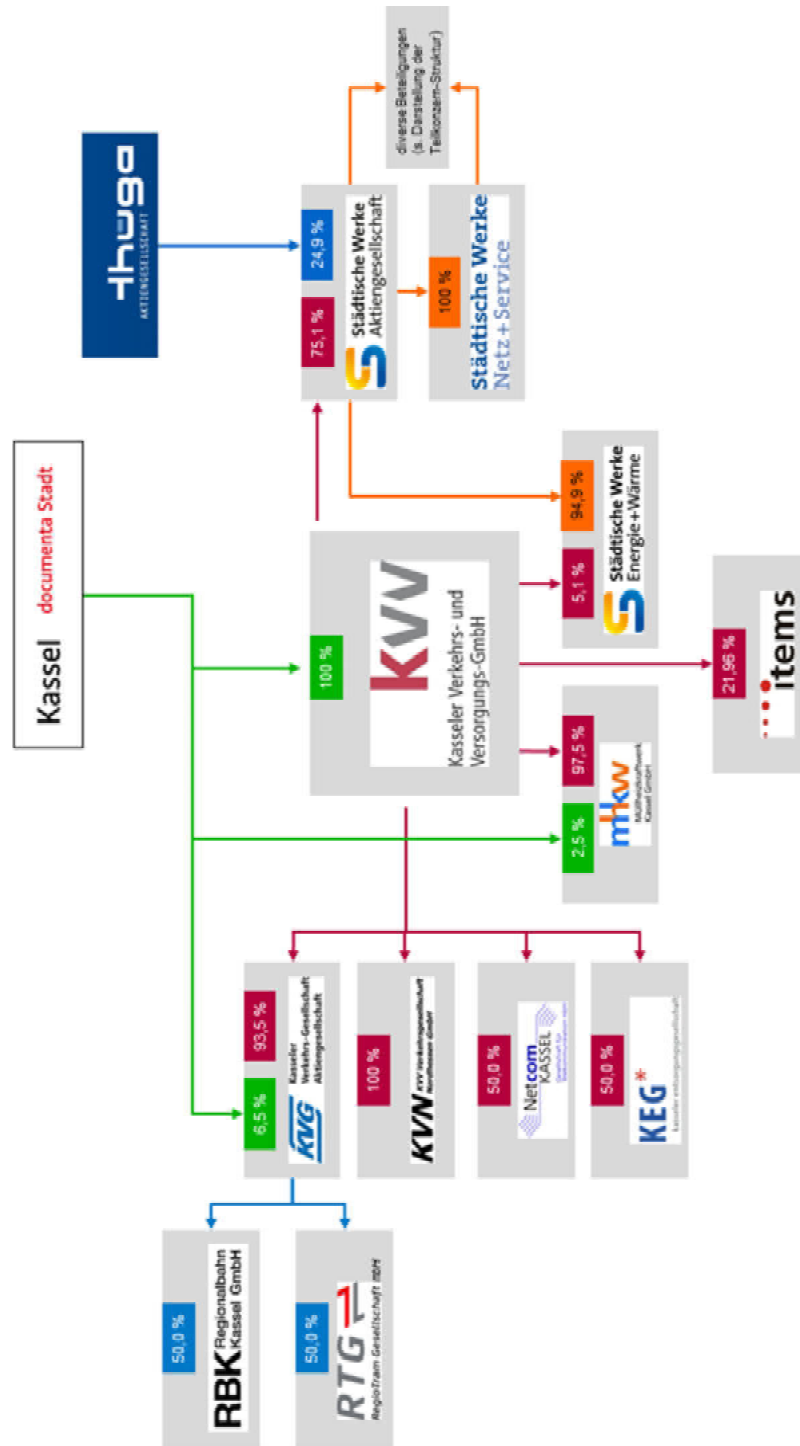 Kassel documenta Stadt
thüga
AKTIENGESELLSCHAFT
6,5 %
93,5 %
KVG
Kasseler
Verkehrs-Gesellschaft
Aktiengesellschaft
50,0 %
RBK Regionalbahn
Kassel GmbH
50,0 %
RTG
RegioTram Gesellschaft mbH
100 %
KVN KVV Verkehrsgesellschaft
Nordhessen GmbH
50,0 %
Netcom
KASSEL
50,0 %
KEG*
kasseler entsorgungsgesellschaft
100 %
KVV
Kasseler Verkehrs- und
Versorgungs-GmbH
2,5 %
97,5 %
mhkw
Müllheizkraftwerk
Kassel GmbH
21,96 %
items
5,1 %
94,9 %
Städtische Werke
Energie+Wärme
75,1 %
24,9 %
Städtische Werke
Aktiengesellschaft
100 %
Städtische Werke
Netz+Service
diverse Beteiligungen
(s. Darstellung der
Teilkonzern-Struktur)